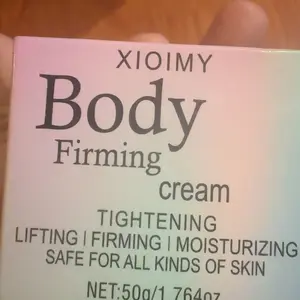 XIOIMY
Body
Firming
cream
TIGHTENING
LIFTING | FIRMING | MOISTURIZING
SAFE FOR ALL KINDS OF SKIN
NET:50g/1.764oz